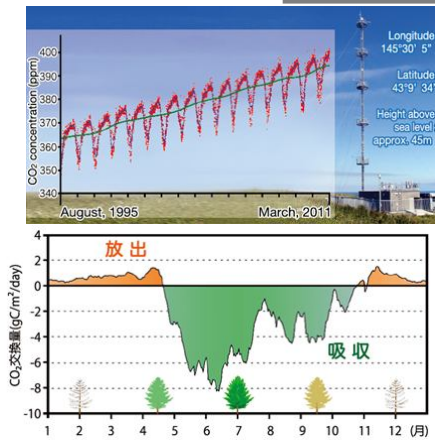 400
390
380
370
360
350
340
CO₂ concentration (ppm)
August, 1995
March, 2011
Longitude
145°30' 5"
Latitude
43°9' 34"
Height above
sea level
approx. 45m
4
2
0
-2
-4
-6
-8
-10
CO₂交換量(gC/m²/day)
放出
吸収
1 2 3 4 5 6 7 8 9 10 11 12 (月)